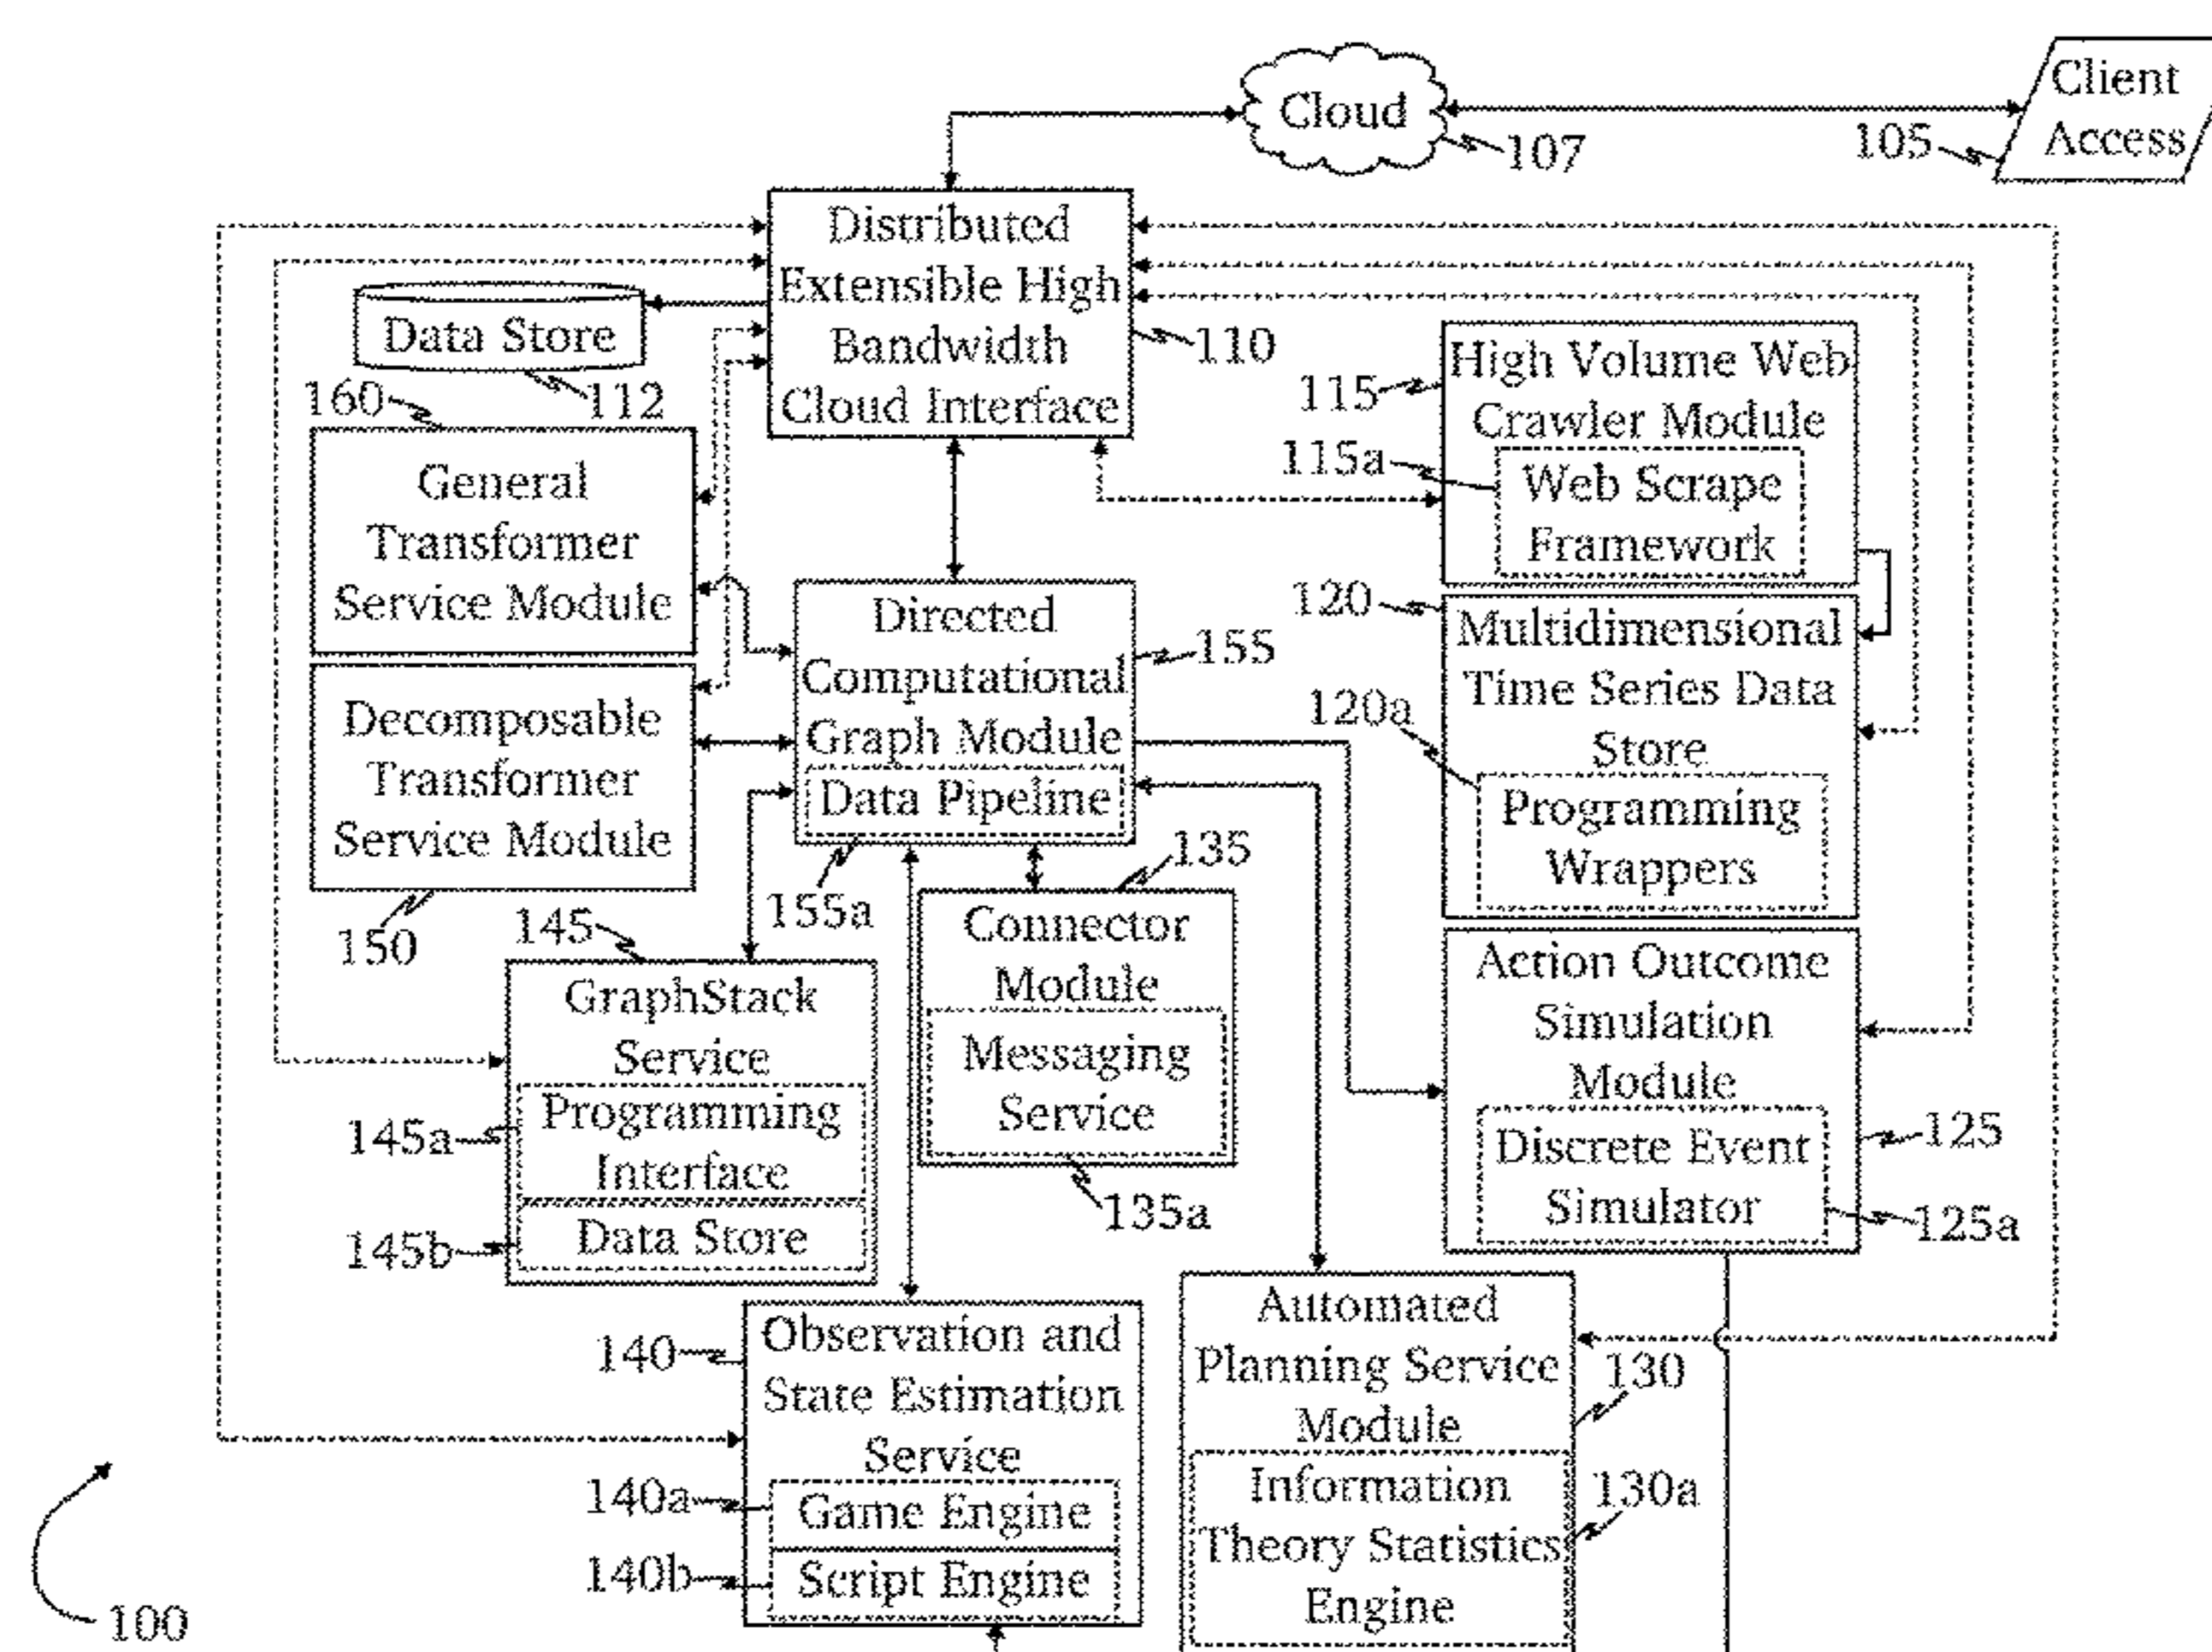 Client
Access
105
Cloud
107
Distributed
Extensible High
Bandwidth
Cloud Interface
110
Data Store
112
160
General
Transformer
Service Module
Decomposable
Transformer
Service Module
150
Directed
Computational
Graph Module
Data Pipeline
155
155a
115
High Volume Web
Crawler Module
115a
Web Scrape
Framework
120
Multidimensional
Time Series Data
Store
120a
Programming
Wrappers
135
Connector
Module
Messaging
Service
135a
145
GraphStack
Service
145a
Programming
Interface
145b
Data Store
Action Outcome
Simulation
Module
Discrete Event
Simulator
125
125a
140
Observation and
State Estimation
Service
140a
Game Engine
140b
Script Engine
Automated
Planning Service
Module
130
Information
Theory Statistics
Engine
130a
100